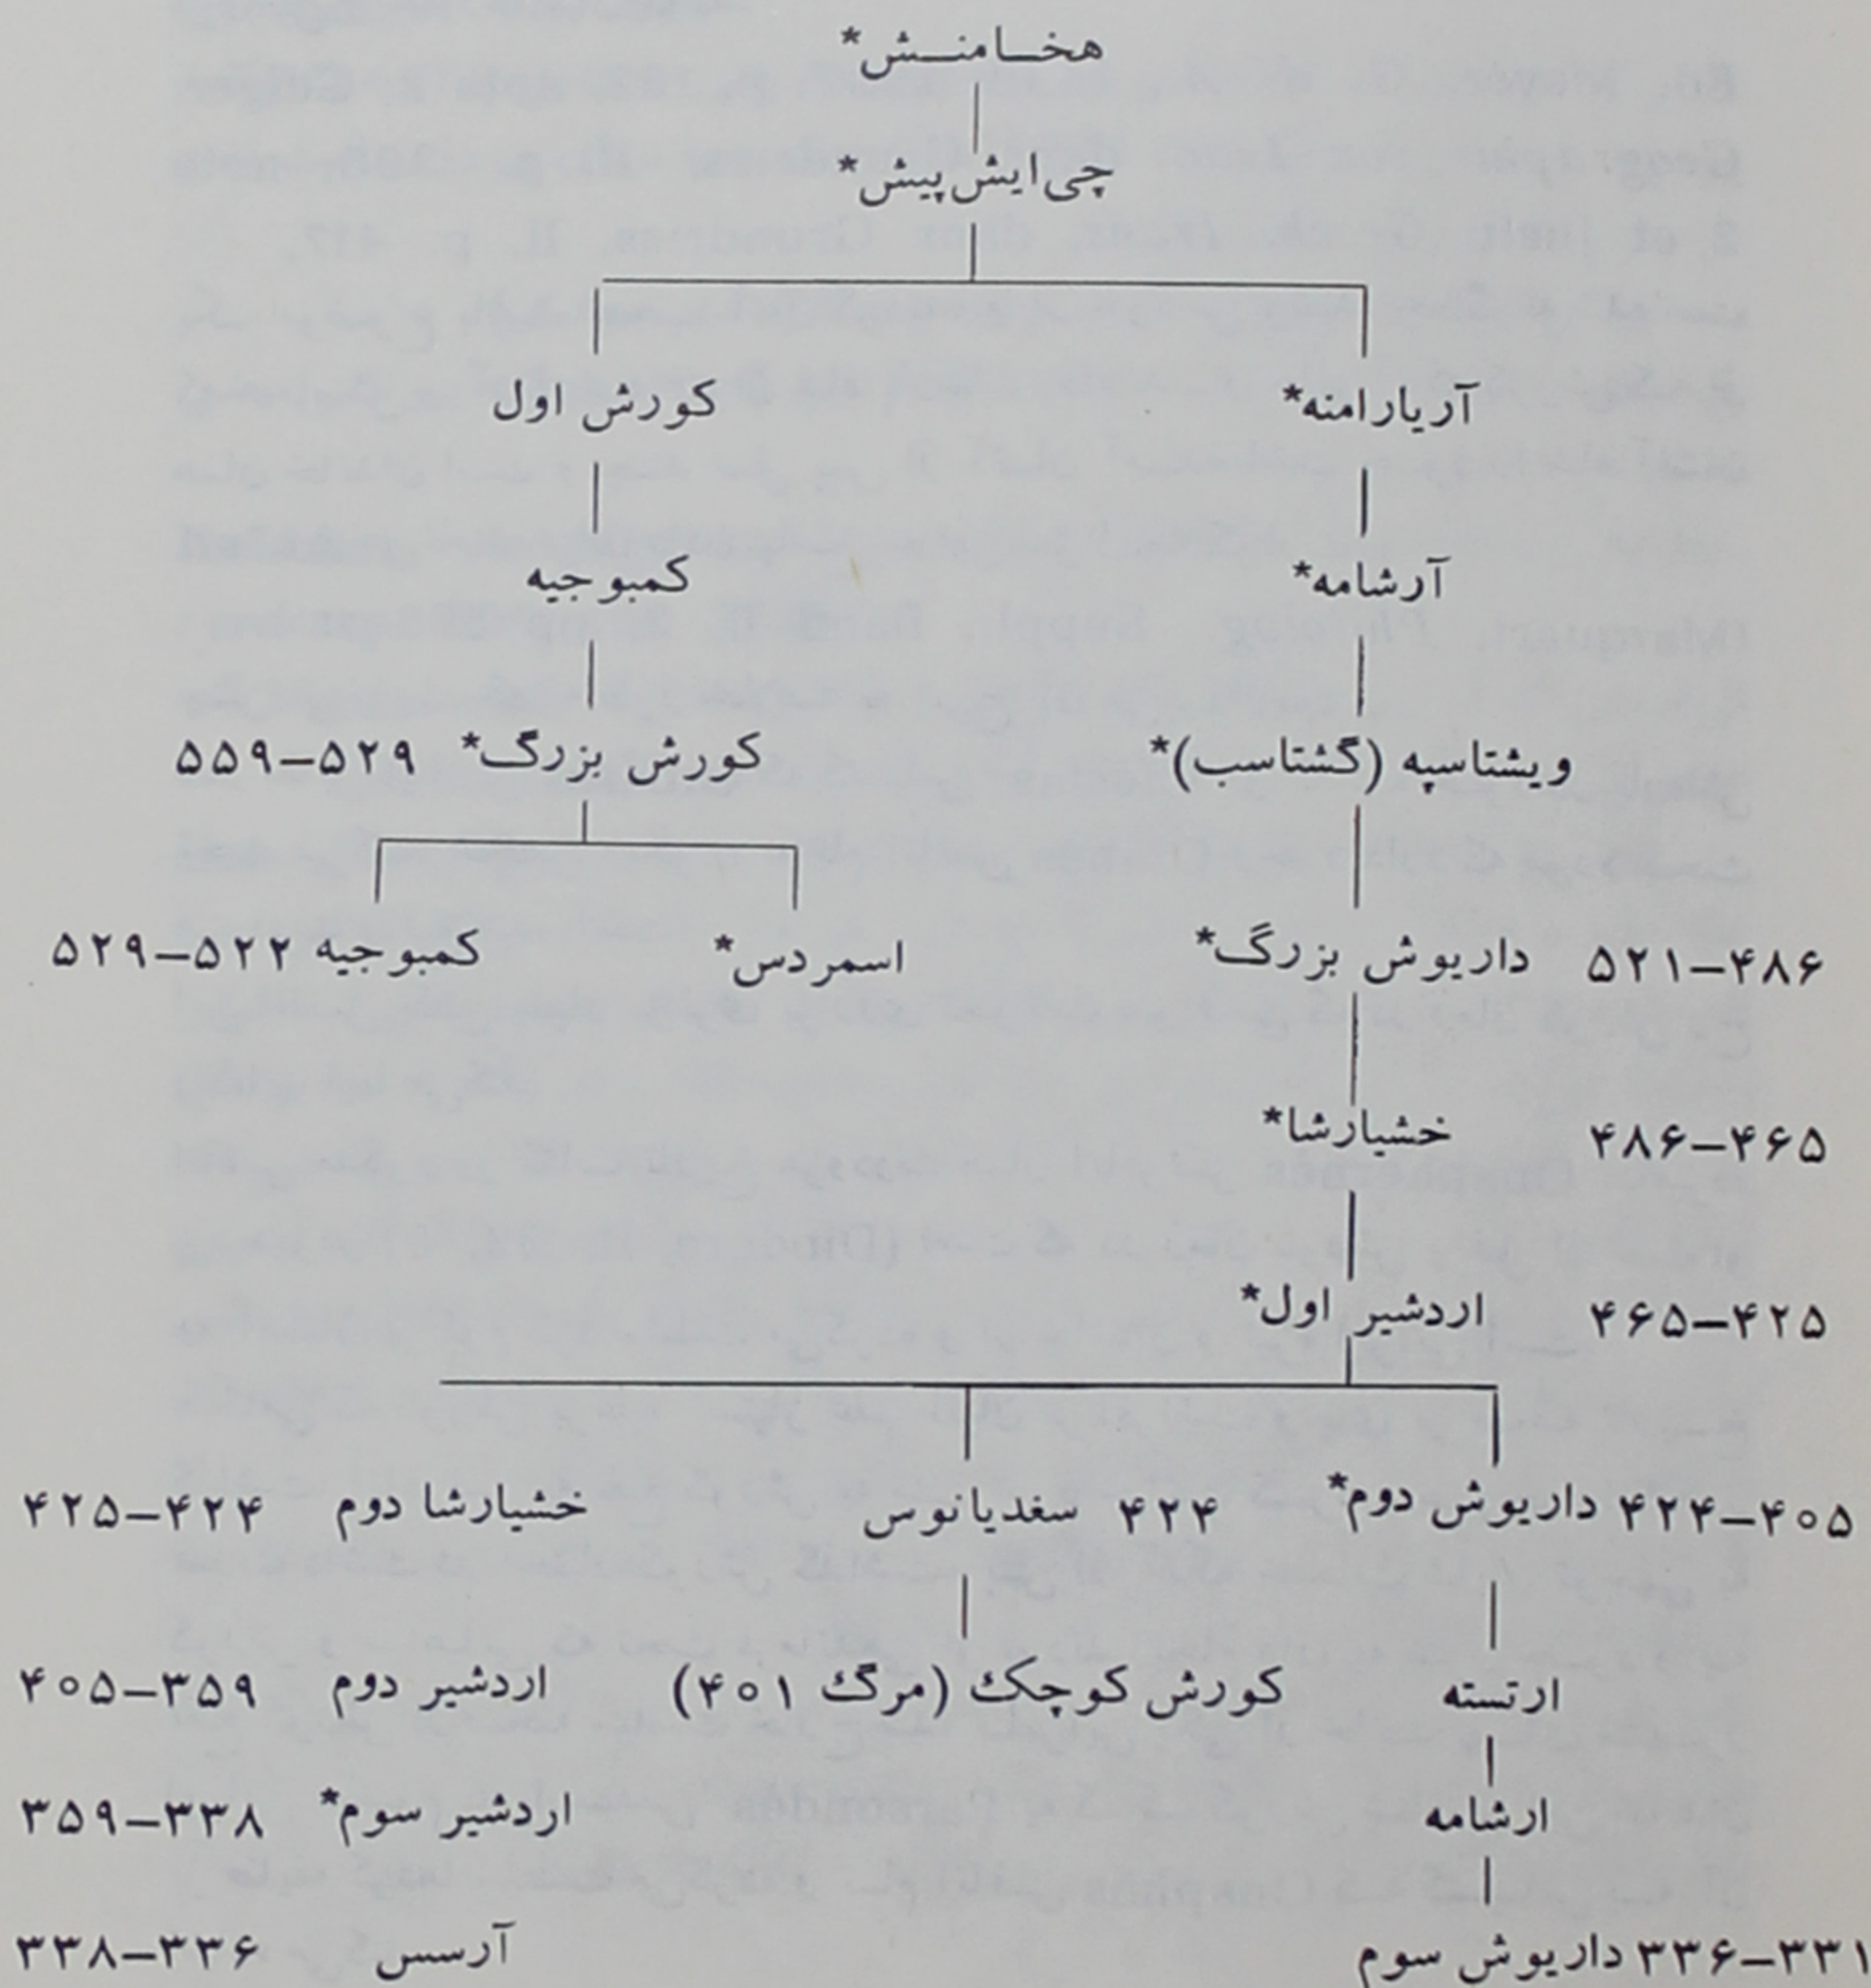 هخامنش*
چی‌ایش‌پیش*
آریارامنه* کورش اول
آرشامه* کمبوجیه
ویشتاسپه (گشتاسب)* کورش بزرگ* ۵۵۹–۵۲۹
۵۲۱–۴۸۶ داریوش بزرگ* اسمردس* کمبوجیه ۵۲۹–۵۲۲
۴۸۶–۴۶۵ خشیارشا*
۴۶۵–۴۲۵ اردشیر اول*
۴۲۴–۴۰۵ داریوش دوم* ۴۲۴ سغدیانوس خشیارشا دوم ۴۲۵–۴۲۴
ارتسته کورش کوچک (مرگ ۴۰۱) اردشیر دوم ۴۰۵–۳۵۹
ارشامه اردشیر سوم* ۳۵۹–۳۳۸
۳۳۶–۳۳۱ داریوش سوم آرسس ۳۳۸–۳۳۶